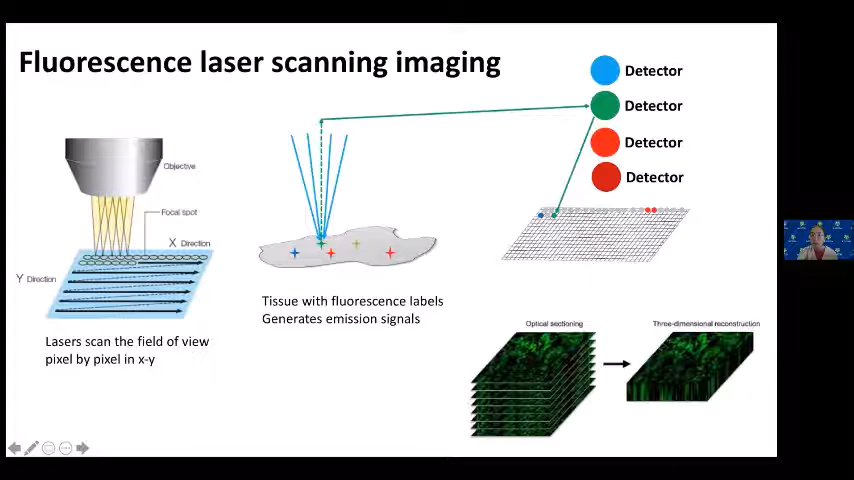 Fluorescence laser scanning imaging
Detector
Detector
Detector
Detector
Objective
Focal spot
X Direction
Y Direction
Lasers scan the field of view
pixel by pixel in x-y
Tissue with fluorescence labels
Generates emission signals
Optical sectioning
Three-dimensional reconstruction